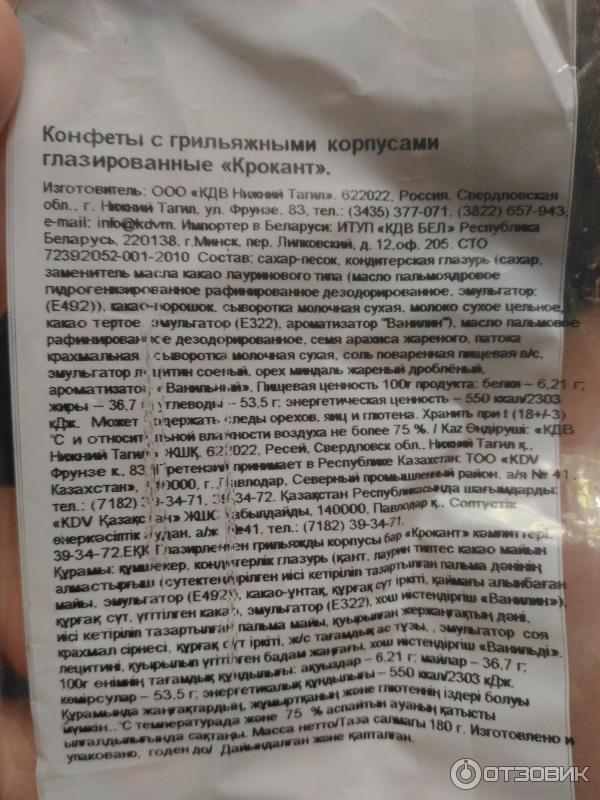 Конфеты с грильяжными корпусами
глазированные «Крокант».
Изготовитель: ООО «КДВ Нижний Тагил». 622022, Россия, Свердловская
обл., г. Нижний Тагил, ул. Фрунзе, 83, тел.: (3435) 377-071, (3822) 657-943,
e-mail: info@kdvm. Импортер в Беларуси: ИТУП «КДВ БЕЛ» Республика
Беларусь, 220138, г.Минск, пер. Липковский, д. 12,оф. 205. СТО
72392052-001-2010 Состав: сахар-песок, кондитерская глазурь (сахар,
заменитель масла какао лауринового типа (масло пальмоядровое
гидрогенизированное рафинированное дезодорированное, эмульгатор:
(Е492)), какао-порошок, сыворотка молочная сухая, молоко сухое цельное,
какао тертое, эмульгатор (Е322), ароматизатор "Ванилин"), масло пальмовое
дезодорированное, семя арахиса жареного, патока
крахмальная, сыворотка молочная сухая, соль поваренная пищевая в/с,
эмульгатор соевый, орех миндаль жареный дроблёный,
«Ванильный». Пищевая ценность 100г продукта: белки – 6,21 г;
жиры – 36,7 г углеводы – 53,5 г; энергетическая ценность – 550 ккал/2303
кДж. Может содержать следы орехов, яиц и глютена. Хранить при t (18+/-3)
°С и влажности воздуха не более 75 %. / Kaz Өндіруші: «КДВ
Нижний Тагил» ЖШҚ, 622022, Ресей, Свердловск обл., Нижний Тагил қ.,
Фрунзе к., 83. Претензии принимает в Республике Казахстан: ТОО «KDV
Казахстан», 140000, г. Павлодар, Северный промышленный район, а/я № 41,
тел.: (7182) 39-34-71, 39-34-72. Қазақстан Республикасында шағымдарды:
«KDV Қазақстан» ЖШС қабылдайды, 140000, Павлодар қ., Солтүстік
өнеркәсіптік аудан, а/ж №41, тел.: (7182) 39-34-71,
39-34-72.ЕҚК Глазирленген грильяжды корпусы бар «Крокант» кәмпиттері.
Құрамы: құмшекер, кондитерлік глазурь (қант, лаурин типтес какао майын
алмастырғыш (сутектендірілген иісі кетіріліп тазартылған пальма дәнінің
майы, эмульгатор (Е492)), какао-ұнтақ, құрғақ сүт іркіті, қаймағы алынбаған
құрғақ сүт, үгітілген какао, эмульгатор (Е322), хош иістендіргіш «Ванилин»),
иісі кетіріліп тазартылған пальма майы, қуырылған жержаңғақтың дәні,
крахмал сірнесі, құрғақ сүт іркіті, ж/с тағамдық ас тұзы, , эмульгатор соя
лецитині, қуырылып үгітілген бадам жаңғағы, хош иістендіргіш «Ванильді».
100г өнімнің тағамдық құндылығы: ақуыздар – 6,21 г; майлар – 36,7 г;
көмірсулар – 53,5 г; энергетикалық құндылығы – 550 ккал/2303 кДж.
Құрамында жаңғақтардың, жұмыртқаның және глютеннің іздері болуы
мүмкін. °С температурада және 75 % аспайтын ауаның қатысты
ылғалдылығында сақтаңы. Масса нетто/Таза салмағы 180 г. Изготовлено и
упаковано, годен до/ Дайындалған және қапталған.
ОТЗОВИК